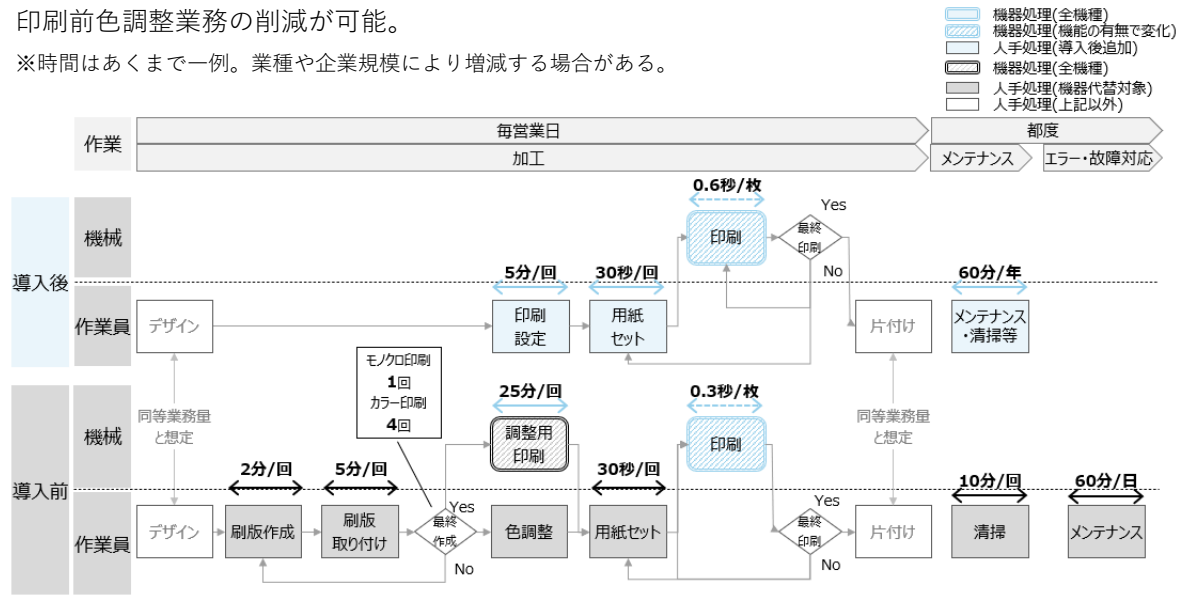 印刷前色調整業務の削減が可能。
※時間はあくまで一例。業種や企業規模により増減する場合がある。
機器処理(全機種)
機器処理(機能の有無で変化)
人手処理(導入後追加)
機器処理(全機種)
人手処理(機器代替対象)
人手処理(上記以外)
作業
毎営業日
都度
加工
メンテナンス
エラー・故障対応
導入後
機械
0.6秒/枚
印刷
最終
印刷
Yes
No
作業員
デザイン
5分/回
印刷
設定
30秒/回
用紙
セット
片付け
60分/年
メンテナンス
・清掃等
同等業務量
と想定
モノクロ印刷
1回
カラー印刷
4回
同等業務量
と想定
導入前
機械
25分/回
調整用
印刷
0.3秒/枚
印刷
作業員
デザイン
2分/回
刷版作成
5分/回
刷版
取り付け
最終
作成
Yes
No
色調整
30秒/回
用紙セット
最終
印刷
Yes
No
片付け
10分/回
清掃
60分/日
メンテナンス